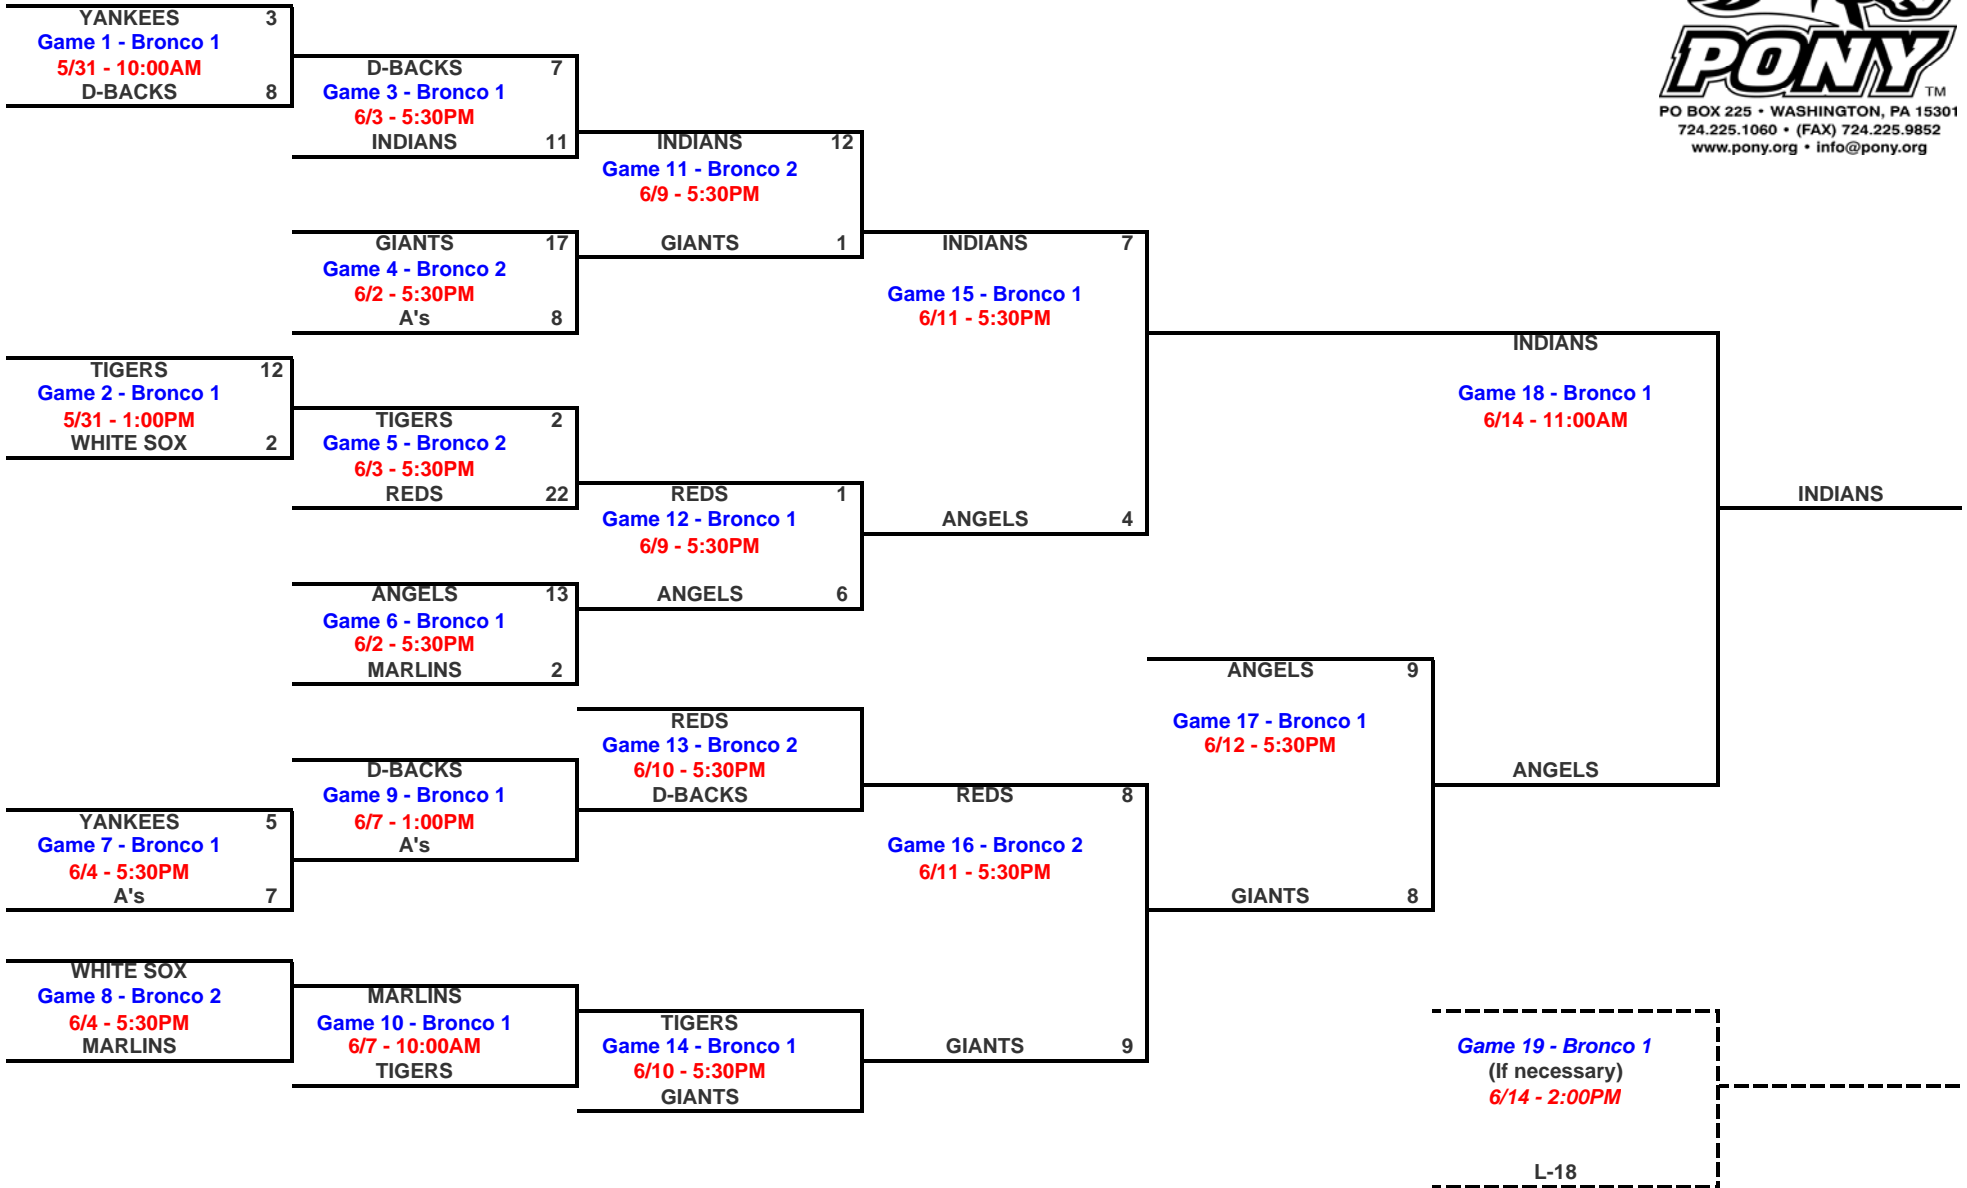 YANKEES 3
Game 1 - Bronco 1
5/31 - 10:00AM
D-BACKS 8
D-BACKS 7
Game 3 - Bronco 1
6/3 - 5:30PM
INDIANS 11
INDIANS 12
Game 11 - Bronco 2
6/9 - 5:30PM
GIANTS 1
GIANTS 17
Game 4 - Bronco 2
6/2 - 5:30PM
A's 8
INDIANS 7
Game 15 - Bronco 1
6/11 - 5:30PM
ANGELS 4
TIGERS 12
Game 2 - Bronco 1
5/31 - 1:00PM
WHITE SOX 2
TIGERS 2
Game 5 - Bronco 2
6/3 - 5:30PM
REDS 22
REDS 1
Game 12 - Bronco 1
6/9 - 5:30PM
ANGELS 6
ANGELS 13
Game 6 - Bronco 1
6/2 - 5:30PM
MARLINS 2
INDIANS
Game 18 - Bronco 1
6/14 - 11:00AM
ANGELS
INDIANS
REDS
Game 13 - Bronco 2
6/10 - 5:30PM
D-BACKS
D-BACKS
Game 9 - Bronco 1
6/7 - 1:00PM
A's
YANKEES 5
Game 7 - Bronco 1
6/4 - 5:30PM
A's 7
REDS 8
Game 16 - Bronco 2
6/11 - 5:30PM
GIANTS 9
ANGELS 9
Game 17 - Bronco 1
6/12 - 5:30PM
GIANTS 8
WHITE SOX
Game 8 - Bronco 2
6/4 - 5:30PM
MARLINS
MARLINS
Game 10 - Bronco 1
6/7 - 10:00AM
TIGERS
TIGERS
Game 14 - Bronco 1
6/10 - 5:30PM
GIANTS
Game 19 - Bronco 1
(If necessary)
6/14 - 2:00PM
L-18
PONY TM
PO BOX 225 • WASHINGTON, PA 15301
724.225.1060 • (FAX) 724.225.9852
www.pony.org • info@pony.org